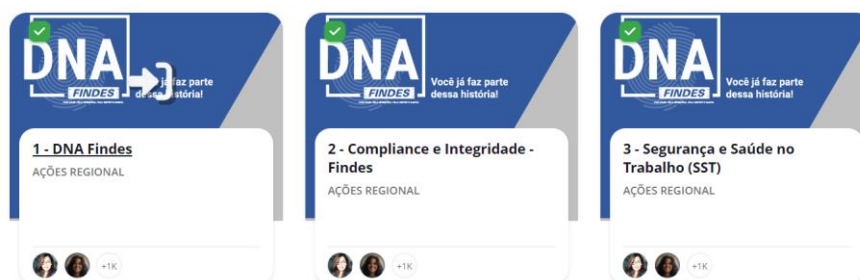 DNA
FINDES
já faz parte
dessa história!
1 - DNA Findes
AÇÕES REGIONAL
+1K
DNA
FINDES
Você já faz parte
dessa história!
2 - Compliance e Integridade -
Findes
AÇÕES REGIONAL
+1K
DNA
FINDES
Você já faz parte
dessa história!
3 - Segurança e Saúde no
Trabalho (SST)
AÇÕES REGIONAL
+1K